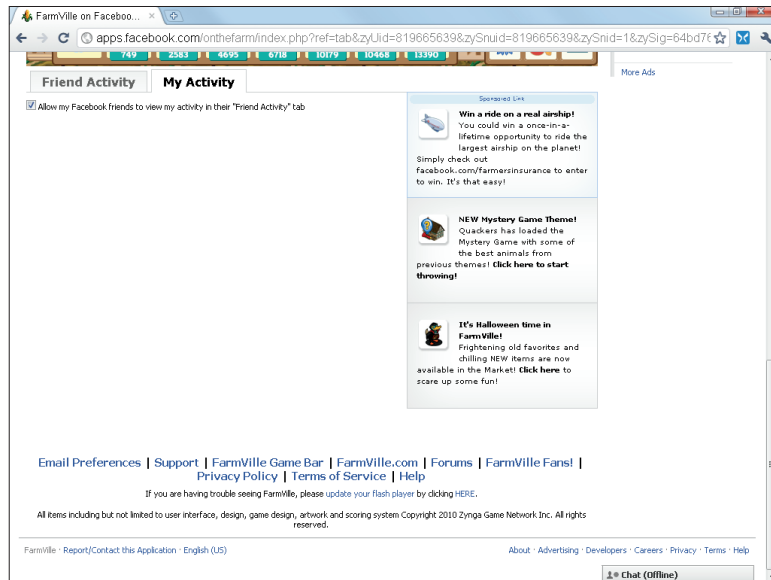 FarmVille on Faceboo...
apps.facebook.com/onthefarm/index.php?ref=tab&zyUid=819665639&zySnuid=819665639&zySnid=1&zySig=64bd7
749 2583 4695 6718 10179 10468 13390
More Ads
Friend Activity My Activity
Allow my Facebook friends to view my activity in their "Friend Activity" tab
Sponsored Link
Win a ride on a real airship!
You could win a once-in-a-
lifetime opportunity to ride the
largest airship on the planet!
Simply check out
facebook.com/farmersinsurance to enter
to win. It's that easy!
NEW Mystery Game Theme!
Quackers has loaded the
Mystery Game with some of
the best animals from
previous themes! Click here to start
throwing!
It's Halloween time in
FarmVille!
Frightening old favorites and
chilling NEW items are now
available in the Market! Click here to
scare up some fun!
Email Preferences | Support | FarmVille Game Bar | FarmVille.com | Forums | FarmVille Fans! |
Privacy Policy | Terms of Service | Help
If you are having trouble seeing FarmVille, please update your flash player by clicking HERE.
All items including but not limited to user interface, design, game design, artwork and scoring system Copyright 2010 Zynga Game Network Inc. All rights
reserved.
FarmVille · Report/Contact this Application · English (US)
About · Advertising · Developers · Careers · Privacy · Terms · Help
Chat (Offline)